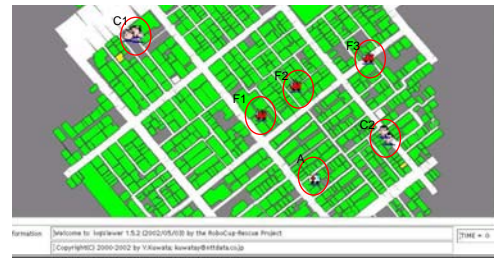 C1
F3
F2
F1
C2
A
formation
Welcome to logViewer 1.5.2 (2002/05/03) by the RoboCup-Rescue Project
TIME = 0
Copyright(C) 2000-2002 by Y.Kuwata; kuwatay@nttdata.co.jp